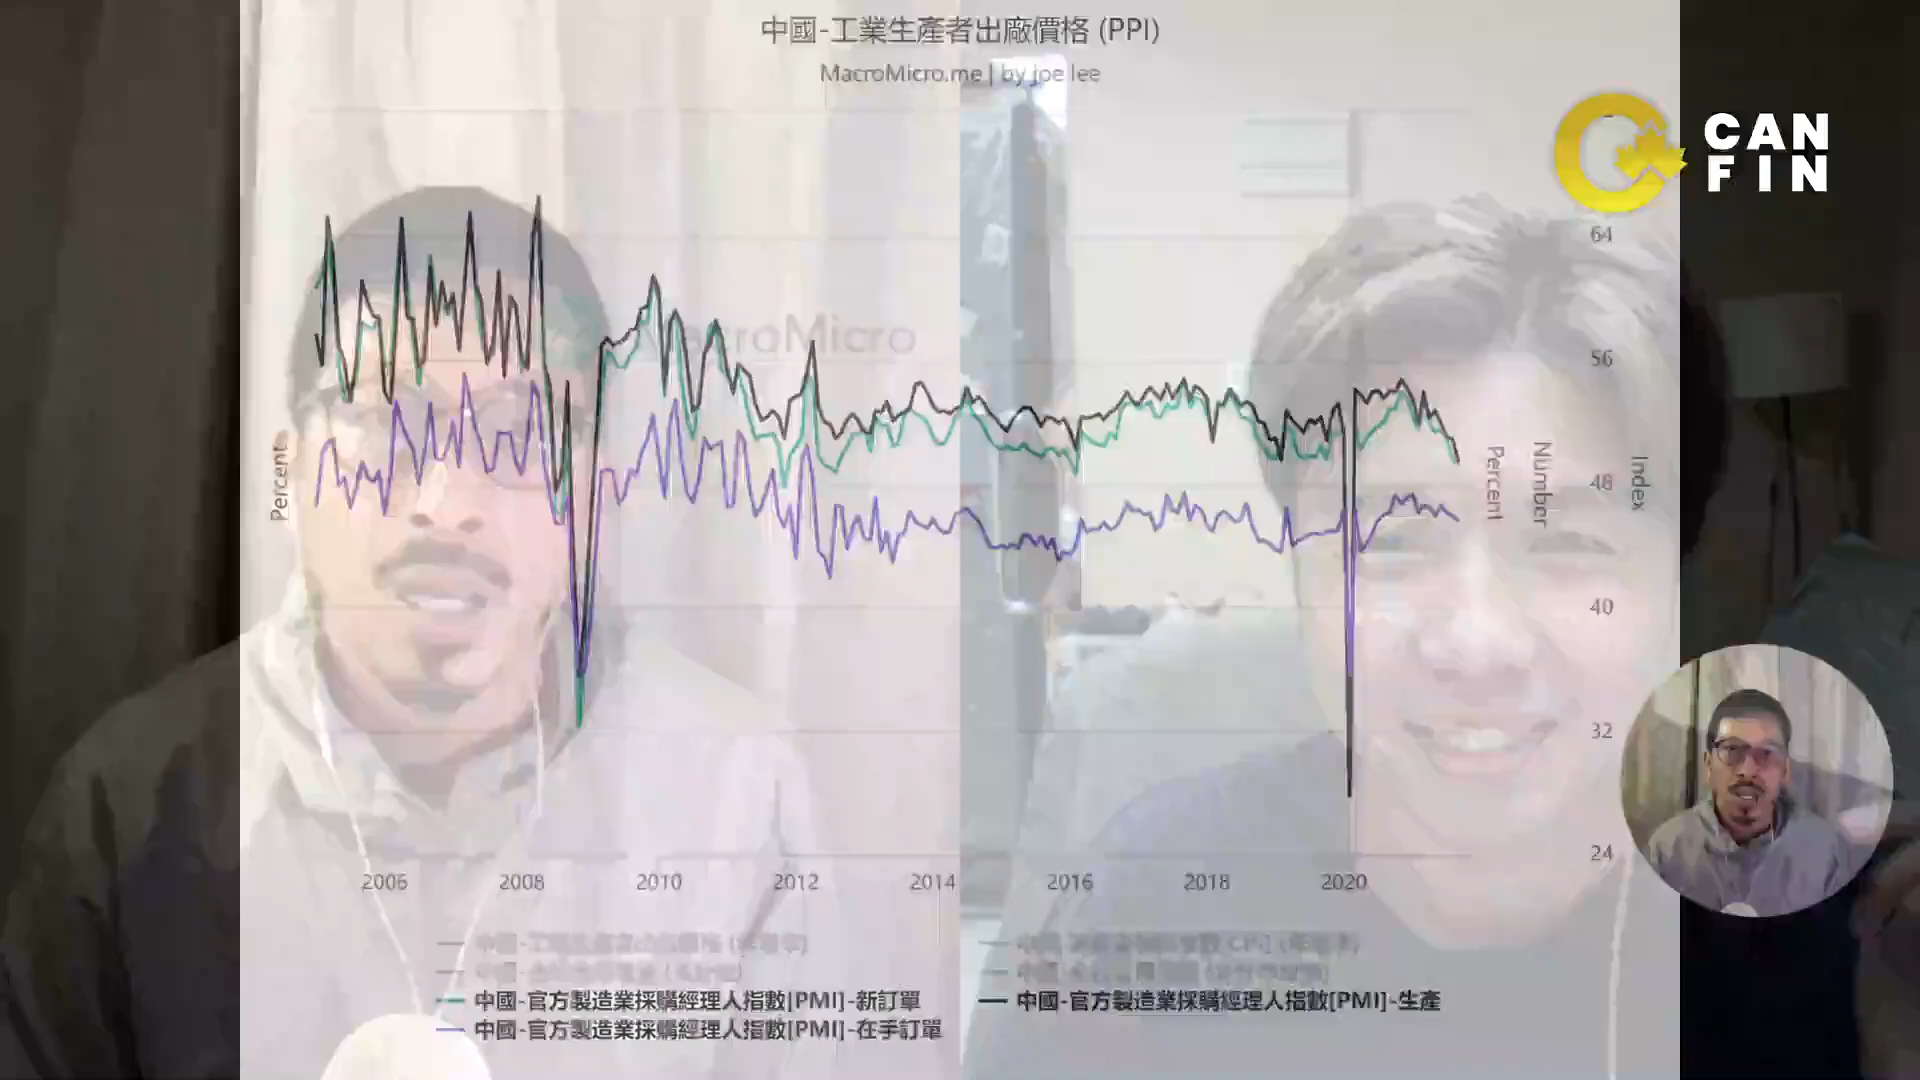 中國-工業生產者出廠價格 (PPI)
MacroMicro.me | by joe lee
CAN
FIN
MacroMicro
64
56
48
40
32
24
Percent
Percent
Number
Index
2006 2008 2010 2012 2014 2016 2018 2020
中國-官方製造業採購經理人指數[PMI]-新訂單
中國-官方製造業採購經理人指數[PMI]-生產
中國-官方製造業採購經理人指數[PMI]-在手訂單